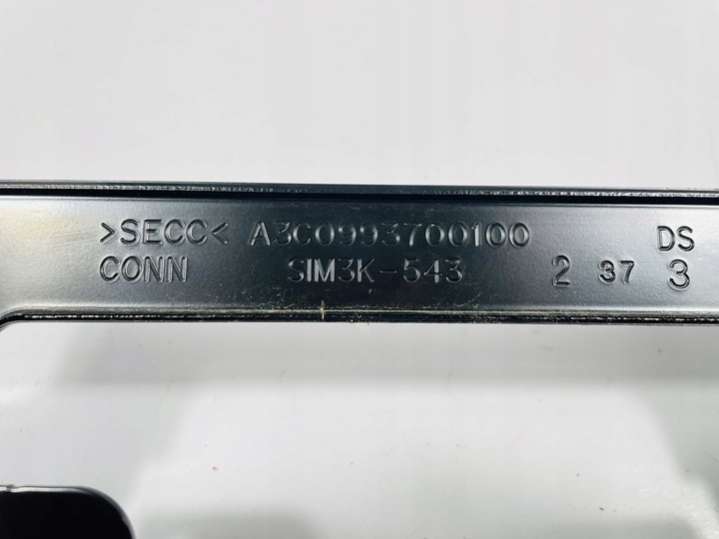 >SECC< A3C0993700100 DS
CONN SIM3K-543 2 37 3